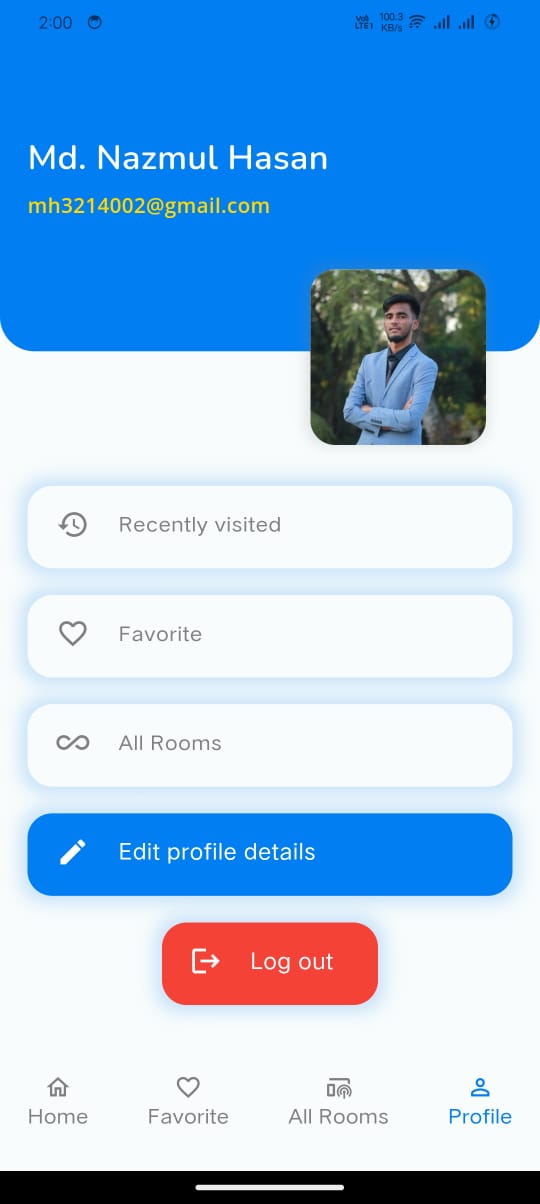 2:00
Vo)) LTE1 100.3 KB/s
Md. Nazmul Hasan
mh3214002@gmail.com
Recently visited
Favorite
All Rooms
Edit profile details
Log out
Home Favorite All Rooms Profile